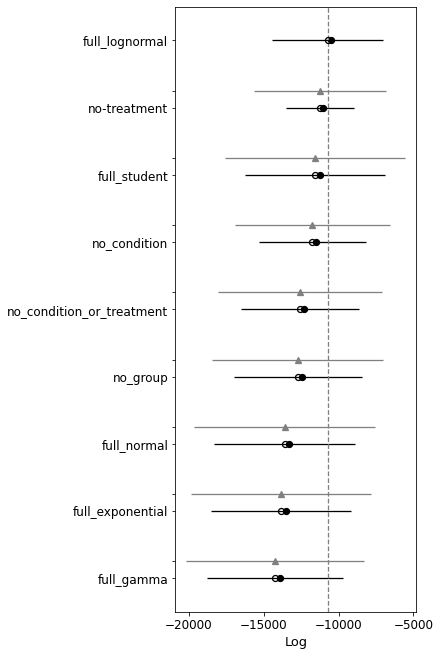 full_lognormal
no-treatment
full_student
no_condition
no_condition_or_treatment
no_group
full_normal
full_exponential
full_gamma
−20000 −15000 −10000 −5000
Log